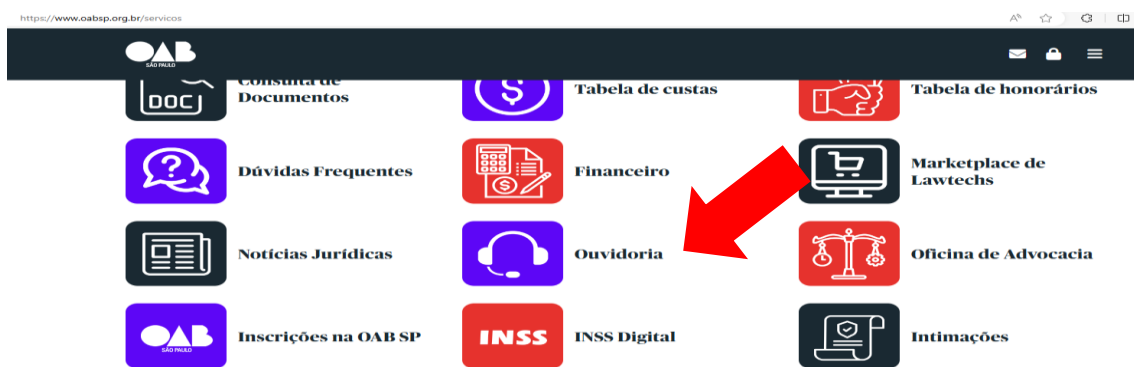 https://www.oabsp.org.br/servicos
OAB
SÃO PAULO
DOC
Consulta de
Documentos
$
Tabela de custas
Tabela de honorários
?
Dúvidas Frequentes
$
Financeiro
Marketplace de
Lawtechs
Notícias Jurídicas
Ouvidoria
Oficina de Advocacia
OAB
SÃO PAULO
Inscrições na OAB SP
INSS
INSS Digital
Intimações